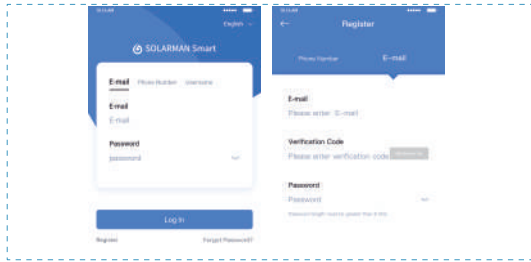 English
SOLARMAN Smart
E-mail Phone Number Username
E-mail
E-mail
Password
password
Log In
Register Forgot Password?
Register
Phone Number E-mail
E-mail
Please enter E-mail
Verification Code
Please enter verification code
Password
Password